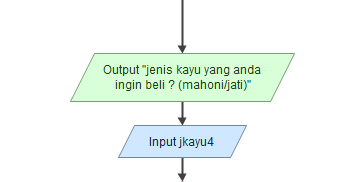 Output "jenis kayu yang anda
ingin beli ? (mahoni/jati)"
Input jkayu4